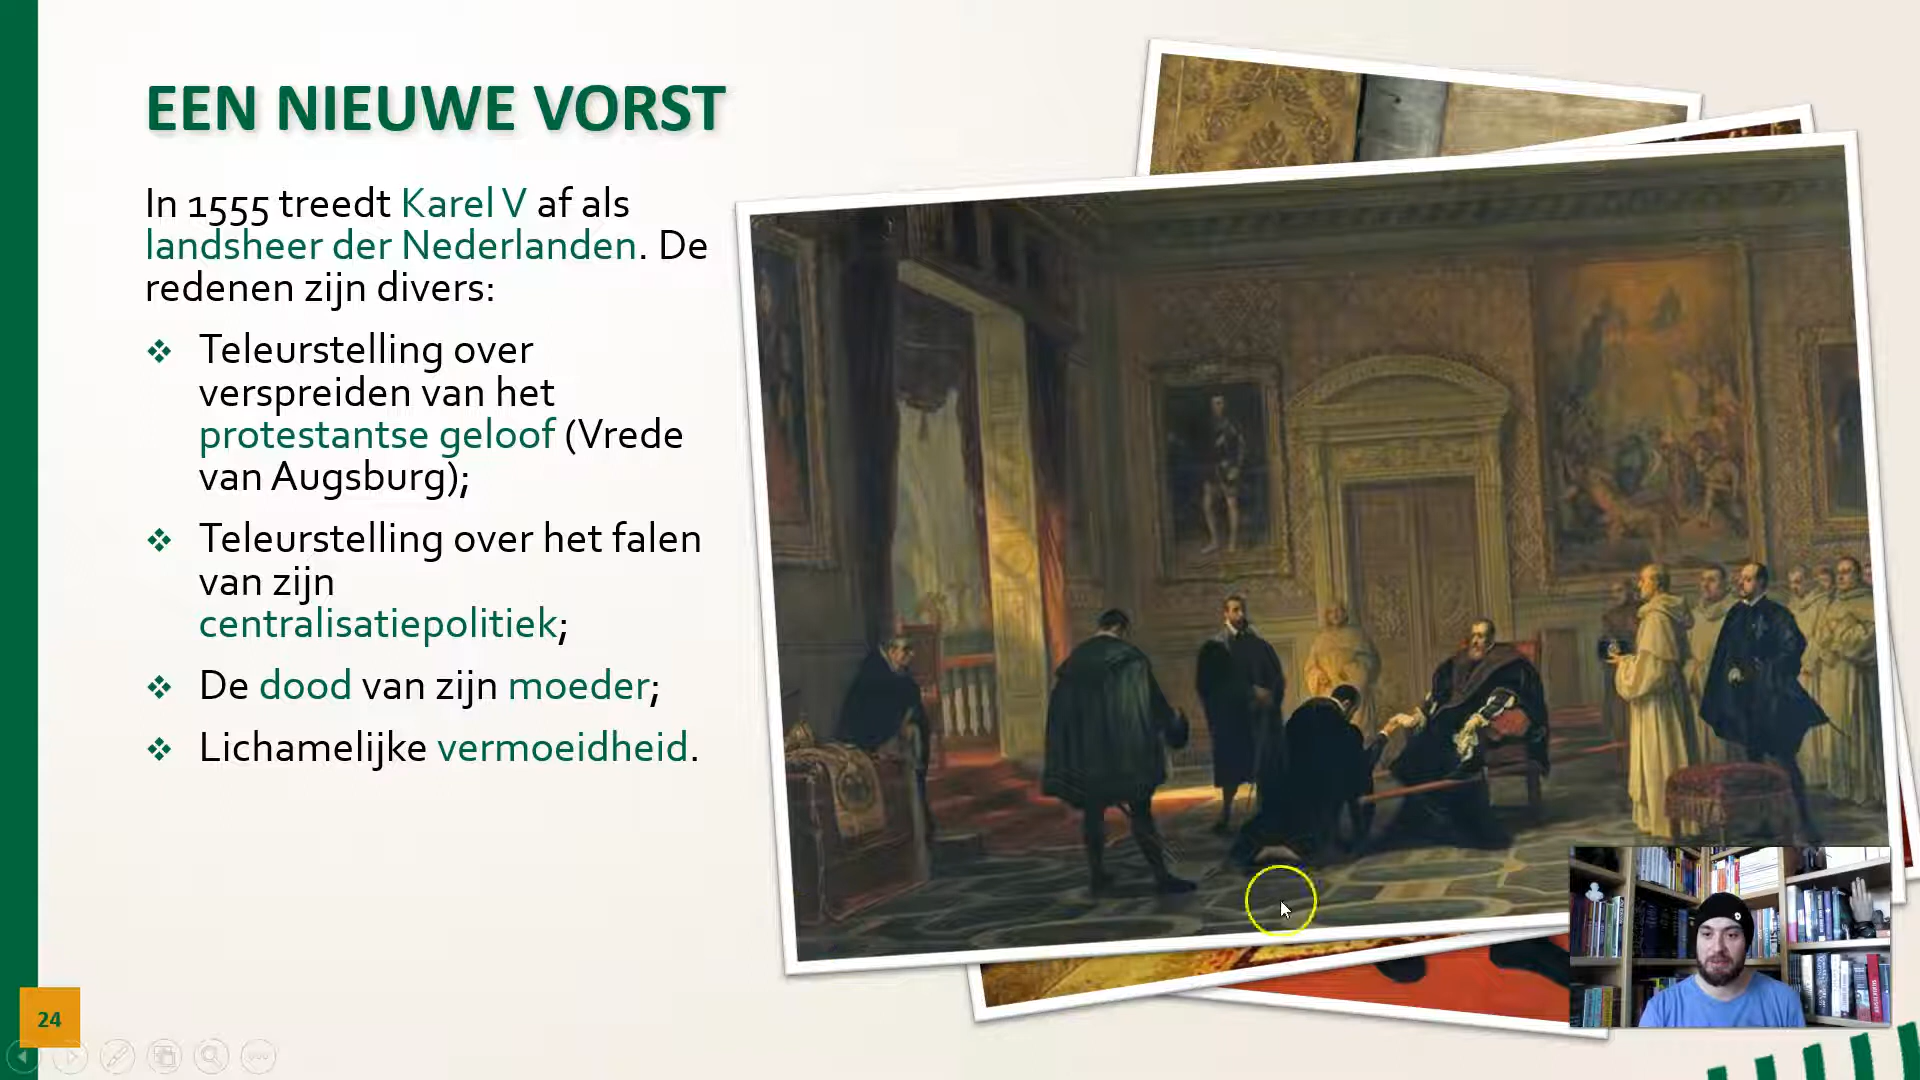 EEN NIEUWE VORST
In 1555 treedt Karel V af als
landsheer der Nederlanden. De
redenen zijn divers:
❖ Teleurstelling over
verspreiden van het
protestantse geloof (Vrede
van Augsburg);
❖ Teleurstelling over het falen
van zijn
centralisatiepolitiek;
❖ De dood van zijn moeder;
❖ Lichamelijke vermoeidheid.
24